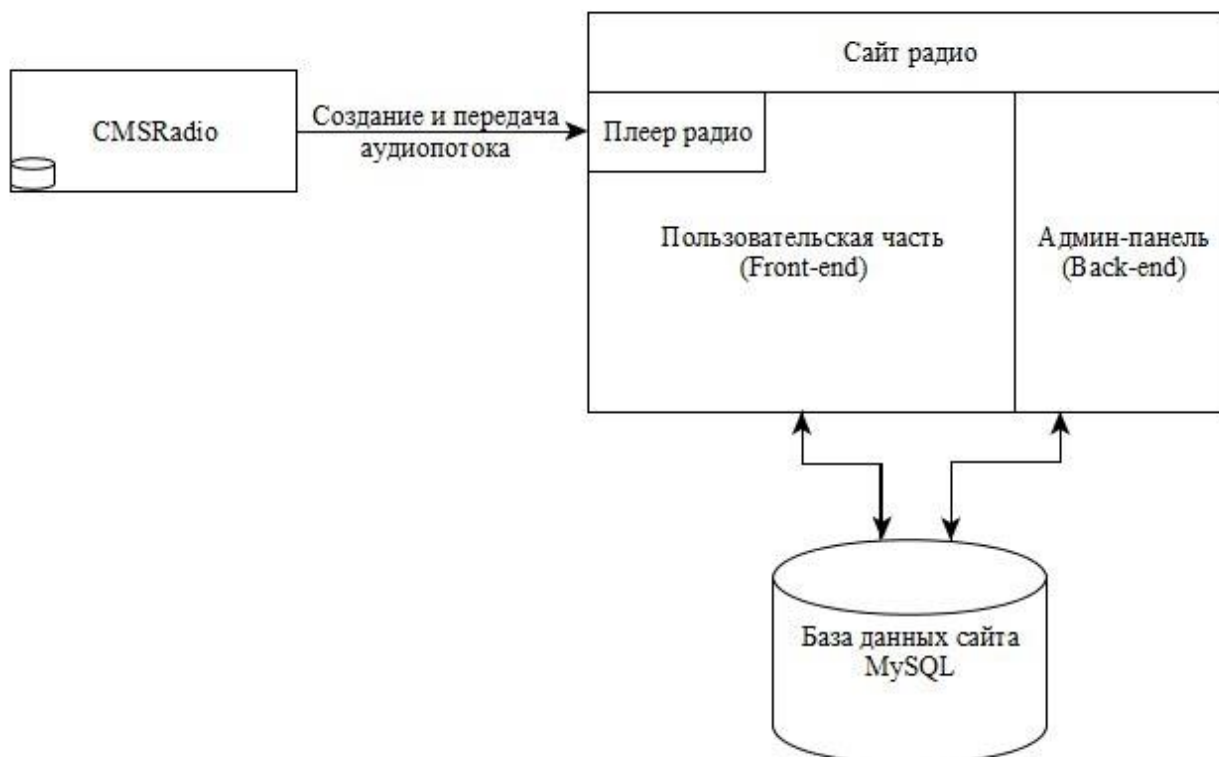 Сайт радио
CMSRadio
Создание и передача
аудиопотока
Плеер радио
Пользовательская часть
(Front-end)
Админ-панель
(Back-end)
База данных сайта
MySQL